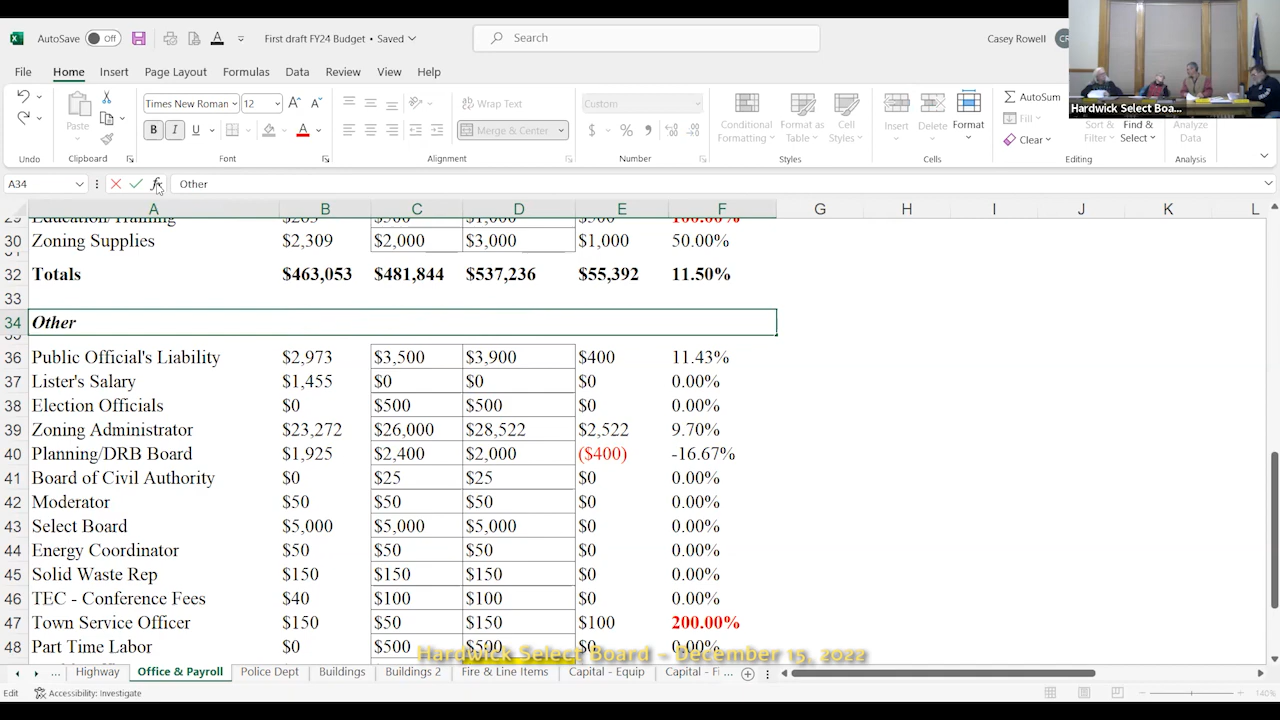 AutoSave Off First draft FY24 Budget • Saved Search Casey Rowell CR
File Home Insert Page Layout Formulas Data Review View Help
Hardwick Select Boa...
Times New Roman 12 Wrap Text Custom AutoSum
Paste Merge & Center Conditional Formatting Format as Table Cell Styles Insert Delete Format Fill Clear Sort & Filter Find & Select Analyze Data
Undo Clipboard Font Alignment Number Styles Cells Editing Analysis
A34 fx Other
A B C D E F G H I J K L
30 Zoning Supplies $2,309 $2,000 $3,000 $1,000 50.00%
32 Totals $463,053 $481,844 $537,236 $55,392 11.50%
33
34 Other
36 Public Official's Liability $2,973 $3,500 $3,900 $400 11.43%
37 Lister's Salary $1,455 $0 $0 $0 0.00%
38 Election Officials $0 $500 $500 $0 0.00%
39 Zoning Administrator $23,272 $26,000 $28,522 $2,522 9.70%
40 Planning/DRB Board $1,925 $2,400 $2,000 ($400) -16.67%
41 Board of Civil Authority $0 $25 $25 $0 0.00%
42 Moderator $50 $50 $50 $0 0.00%
43 Select Board $5,000 $5,000 $5,000 $0 0.00%
44 Energy Coordinator $50 $50 $50 $0 0.00%
45 Solid Waste Rep $150 $150 $150 $0 0.00%
46 TEC - Conference Fees $40 $100 $100 $0 0.00%
47 Town Service Officer $150 $50 $150 $100 200.00%
48 Part Time Labor $0 $500 $500 $0 0.00%
Hardwick Select Board - December 15, 2022
... Highway Office & Payroll Police Dept Buildings Buildings 2 Fire & Line Items Capital - Equip Capital - Fi ...
Edit Accessibility: Investigate 140%